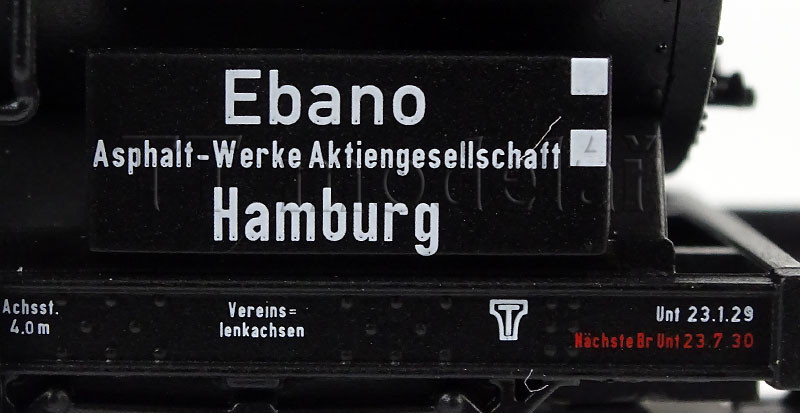 Ebano
Asphalt-Werke Aktiengesellschaft
Hamburg
Achsst.
4.0m
Vereins=
lenkachsen
T
Unt 23.1.29
Nächste Br Unt 23.7.30